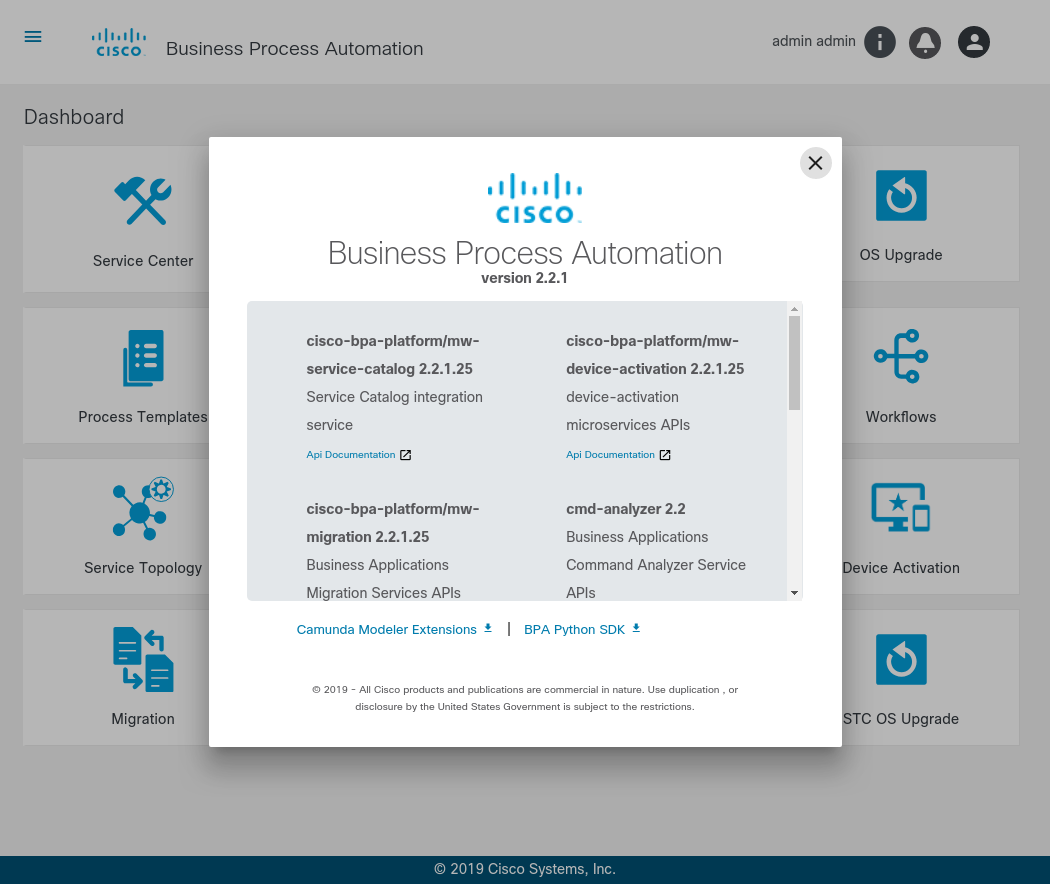 CISCO
Business Process Automation
admin admin
Dashboard
Service Center
OS Upgrade
Process Templates
Workflows
Service Topology
Device Activation
Migration
STC OS Upgrade
CISCO
Business Process Automation
version 2.2.1
cisco-bpa-platform/mw-
service-catalog 2.2.1.25
Service Catalog integration
service
Api Documentation
cisco-bpa-platform/mw-
device-activation 2.2.1.25
device-activation
microservices APIs
Api Documentation
cisco-bpa-platform/mw-
migration 2.2.1.25
Business Applications
Migration Services APIs
cmd-analyzer 2.2
Business Applications
Command Analyzer Service
APIs
Camunda Modeler Extensions | BPA Python SDK
© 2019 - All Cisco products and publications are commercial in nature. Use duplication , or
disclosure by the United States Government is subject to the restrictions.
© 2019 Cisco Systems, Inc.